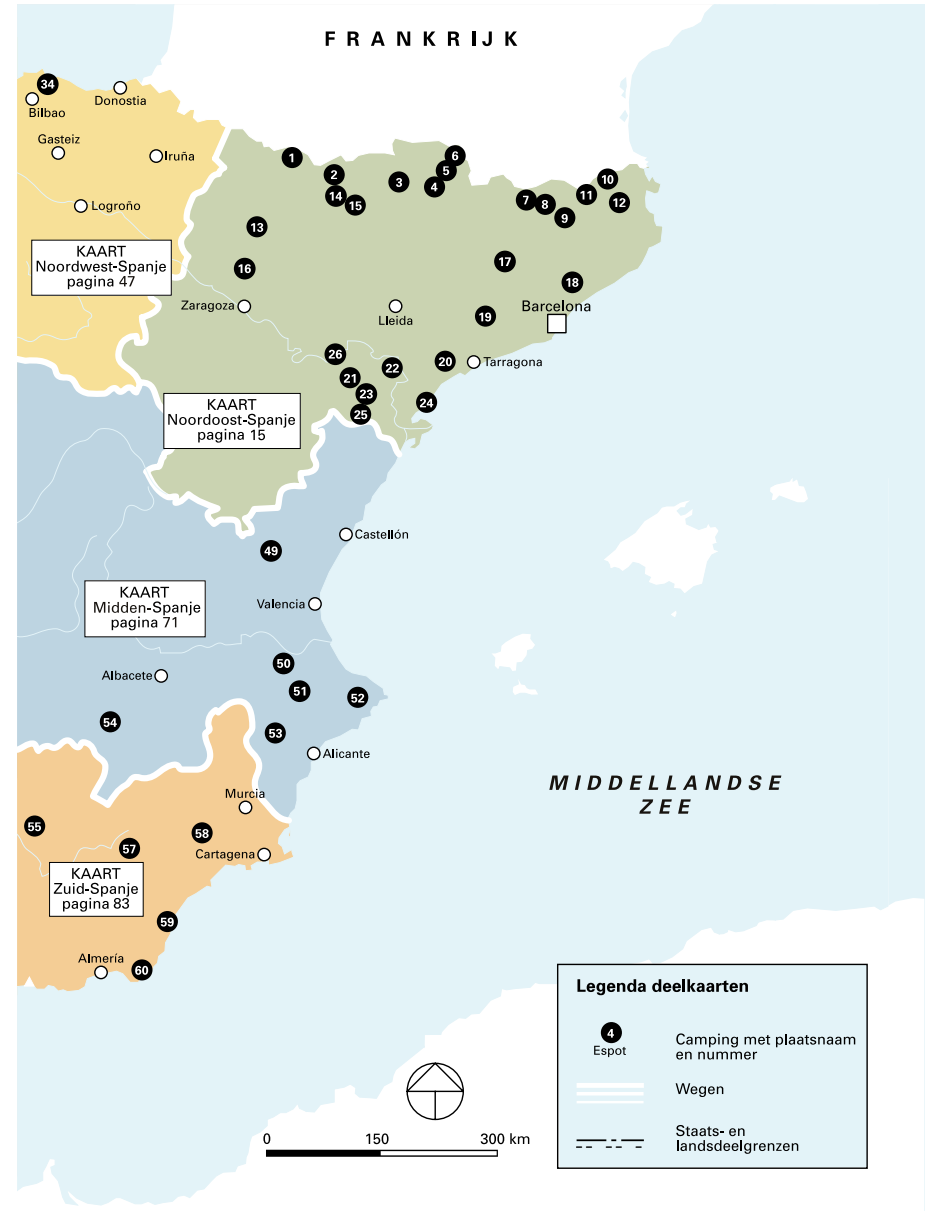 FRANKRIJK
34
Bilbao
Donostia
Gasteiz
Iruña
Logroño
KAART
Noordwest-Spanje
pagina 47
1
2
3
4
5
6
7
8
9
10
11
12
13
14
15
16
17
18
Zaragoza
Lleida
19
Barcelona
26
22
20
Tarragona
21
23
24
25
KAART
Noordoost-Spanje
pagina 15
Castellón
49
KAART
Midden-Spanje
pagina 71
Valencia
Albacete
50
51
52
53
54
Alicante
MIDDELLANDSE
ZEE
Murcia
55
57
58
Cartagena
KAART
Zuid-Spanje
pagina 83
59
Almería
60
Legenda deelkaarten
4
Espot
Camping met plaatsnaam
en nummer
Wegen
Staats- en
landsdeelgrenzen
0 150 300 km